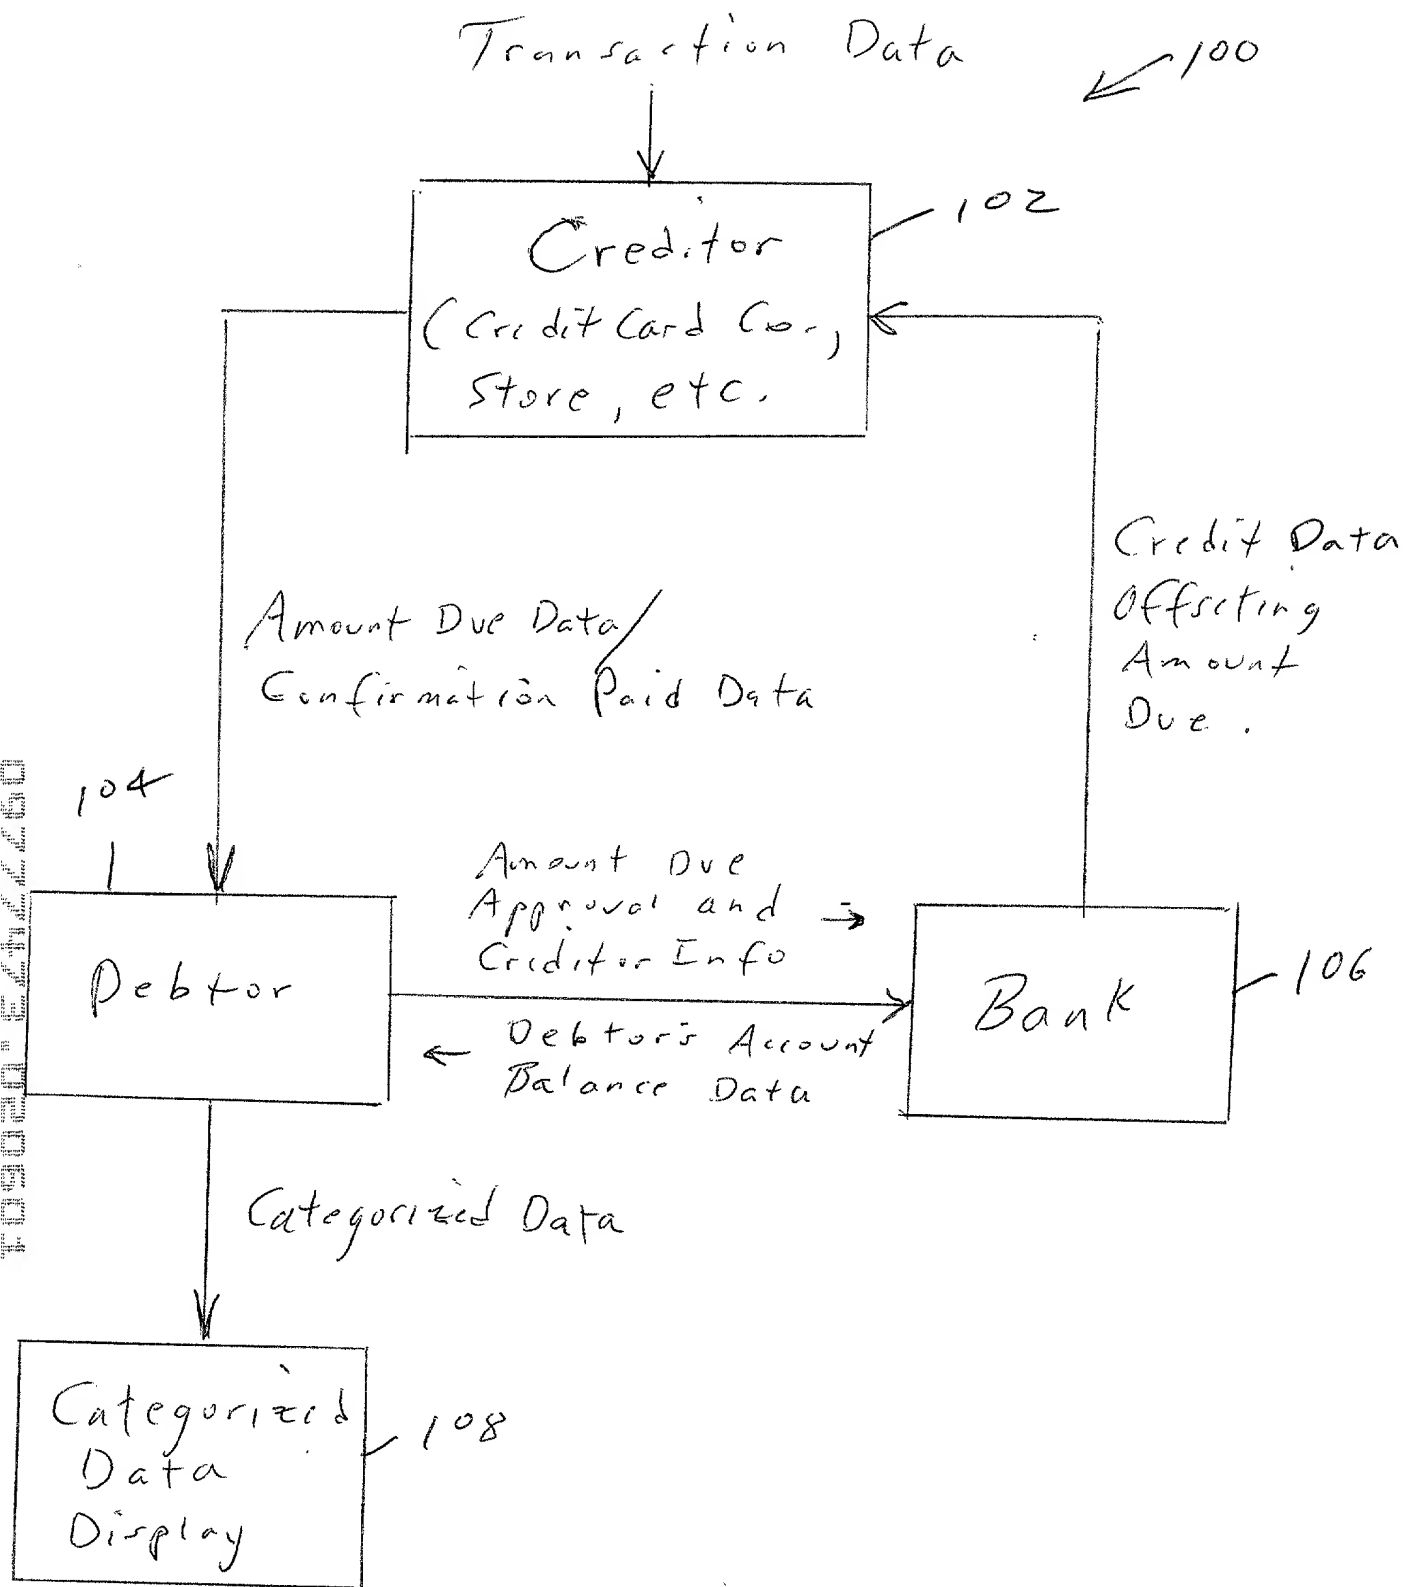 Transaction Data
100
102
Creditor
(Credit Card Co.,
Store, etc.
Credit Data
Offseting
Amount
Due.
Amount Due Data/
Confirmation Paid Data
104
Amount Due
Approval and →
Creditor Info
Debtor
Bank
106
← Debtor's Account
Balance Data
Categorized Data
Categorized
Data
Display
108